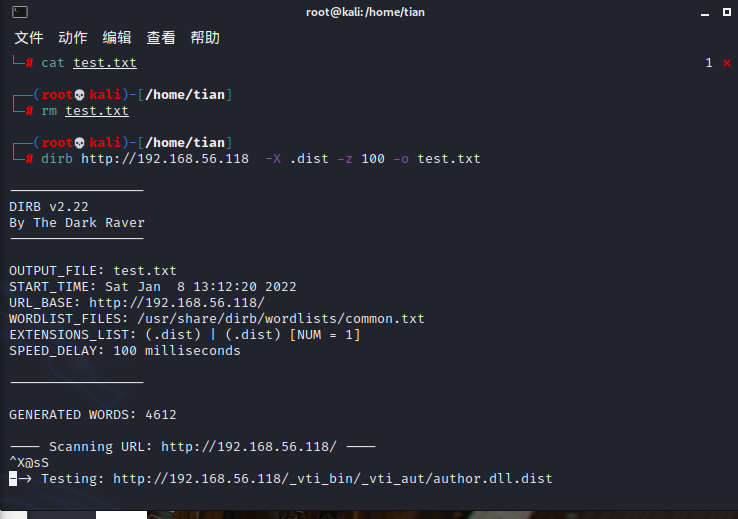 root@kali: /home/tian
文件 动作 编辑 查看 帮助
└─# cat test.txt 1 ⨯
┌──(root💀kali)-[/home/tian]
└─# rm test.txt
┌──(root💀kali)-[/home/tian]
└─# dirb http://192.168.56.118  -X .dist -z 100 -o test.txt
-----------------
DIRB v2.22
By The Dark Raver
-----------------
OUTPUT_FILE: test.txt
START_TIME: Sat Jan  8 13:12:20 2022
URL_BASE: http://192.168.56.118/
WORDLIST_FILES: /usr/share/dirb/wordlists/common.txt
EXTENSIONS_LIST: (.dist) | (.dist) [NUM = 1]
SPEED_DELAY: 100 milliseconds
-----------------
GENERATED WORDS: 4612
---- Scanning URL: http://192.168.56.118/ ----
^X@sS
--> Testing: http://192.168.56.118/_vti_bin/_vti_aut/author.dll.dist